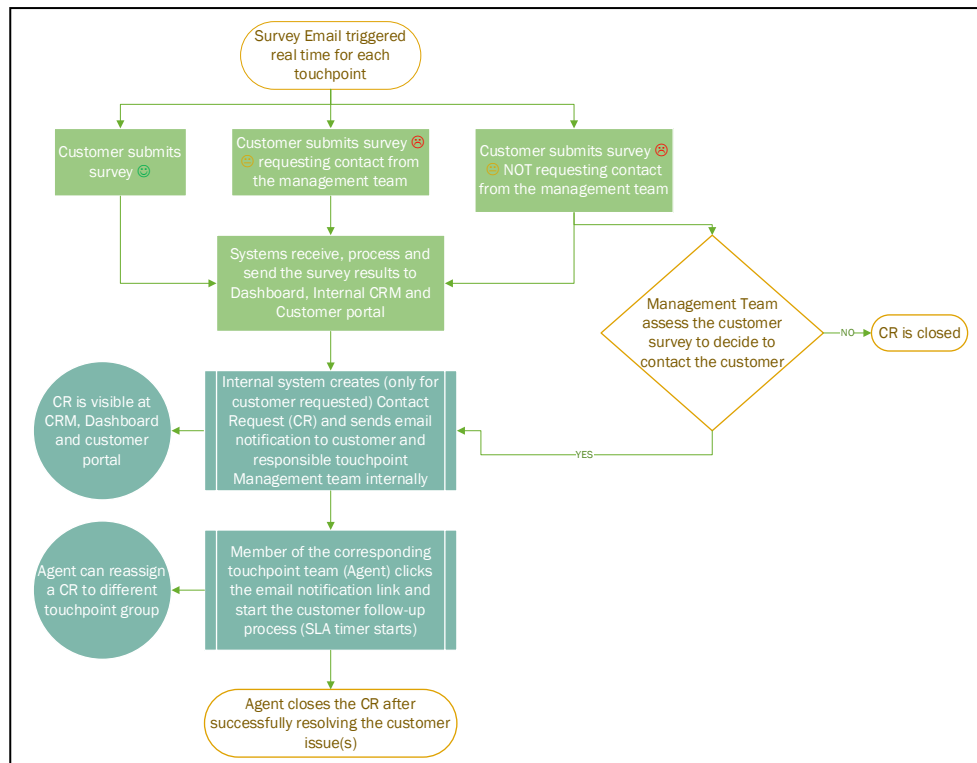 Survey Email triggered
real time for each
touchpoint
Customer submits
survey ☺
Customer submits survey ☹
😐 requesting contact from
the management team
Customer submits survey ☹
😐 NOT requesting contact
from the management team
Systems receive, process and
send the survey results to
Dashboard, Internal CRM and
Customer portal
Management Team
assess the customer
survey to decide to
contact the customer
NO
CR is closed
CR is visible at
CRM, Dashboard
and customer
portal
Internal system creates (only for
customer requested) Contact
Request (CR) and sends email
notification to customer and
responsible touchpoint
Management team internally
YES
Agent can reassign
a CR to different
touchpoint group
Member of the corresponding
touchpoint team (Agent) clicks
the email notification link and
start the customer follow-up
process (SLA timer starts)
Agent closes the CR after
successfully resolving the customer
issue(s)